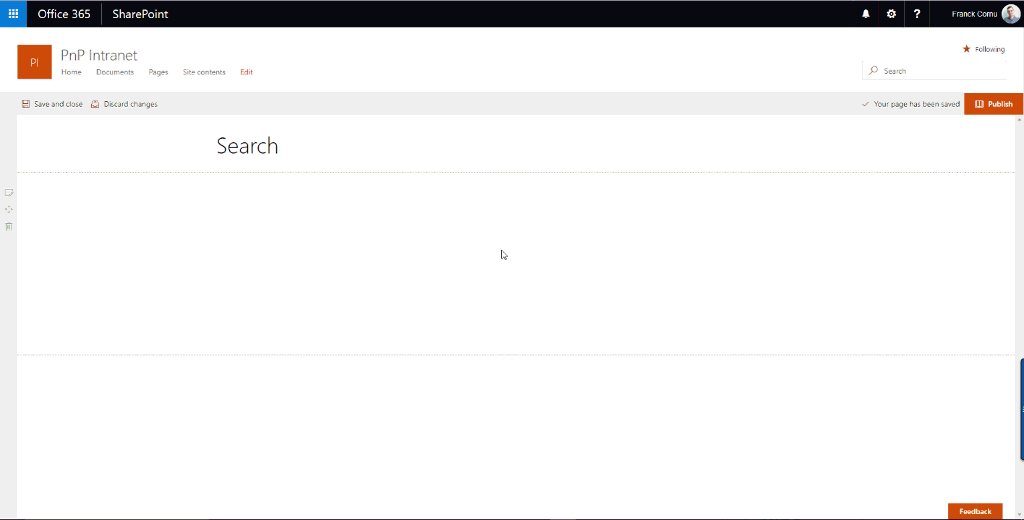 Office 365 SharePoint ? Franck Cornu
PI PnP Intranet Following
Home Documents Pages Site contents Edit Search
Save and close Discard changes Your page has been saved Publish
Search
Feedback